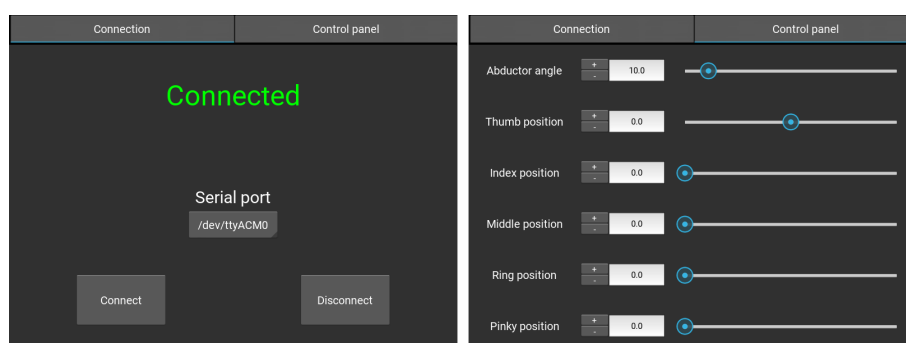 Connection Control panel
Connected
Serial port
/dev/ttyACM0
Connect Disconnect
Connection Control panel
Abductor angle + - 10.0
Thumb position + - 0.0
Index position + - 0.0
Middle position + - 0.0
Ring position + - 0.0
Pinky position + - 0.0